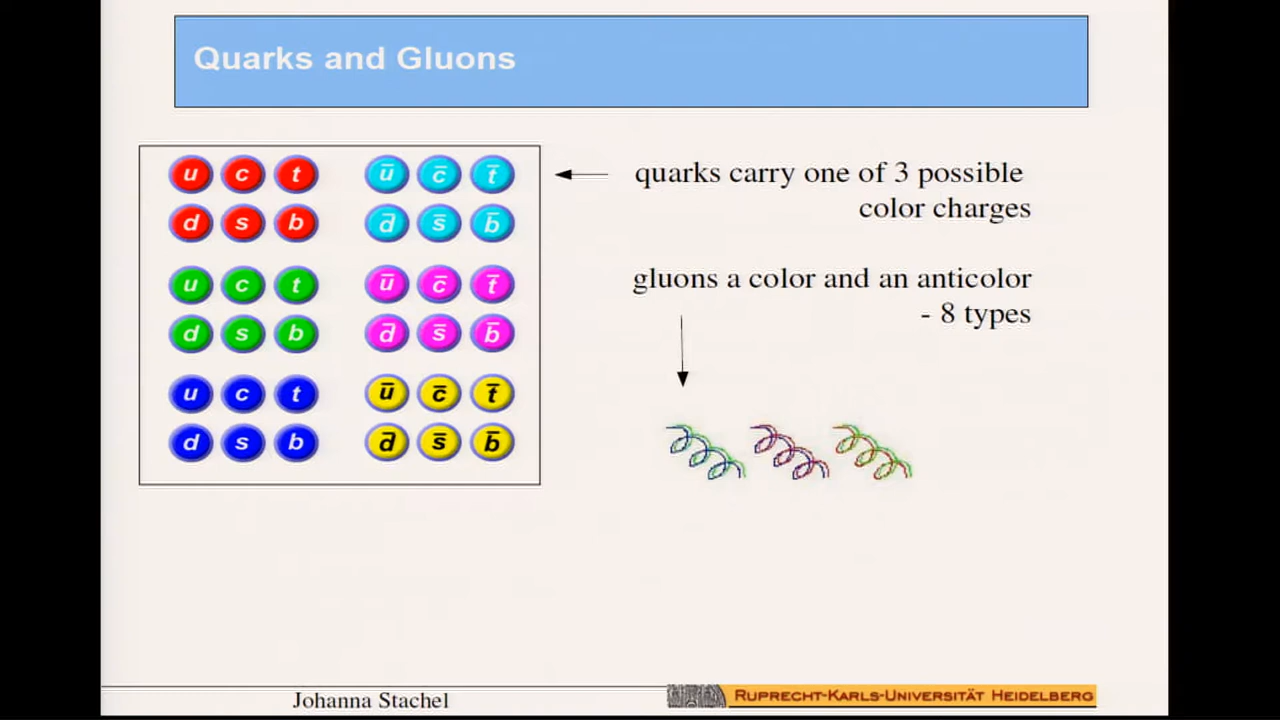 Quarks and Gluons
u c t ū c̄ t̄
d s b d̄ s̄ b̄
u c t ū c̄ t̄
d s b d̄ s̄ b̄
u c t ū c̄ t̄
d s b d̄ s̄ b̄
quarks carry one of 3 possible
color charges
gluons a color and an anticolor
- 8 types
Johanna Stachel
RUPRECHT-KARLS-UNIVERSITÄT HEIDELBERG